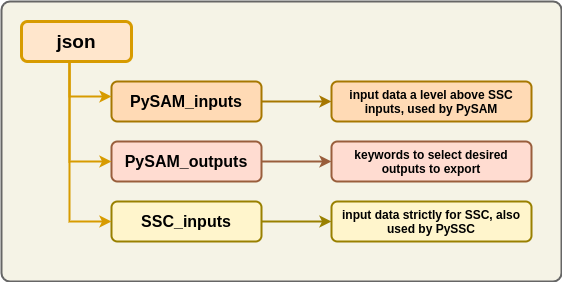 json
PySAM_inputs
input data a level above SSC
inputs, used by PySAM
PySAM_outputs
keywords to select desired
outputs to export
SSC_inputs
input data strictly for SSC, also
used by PySSC